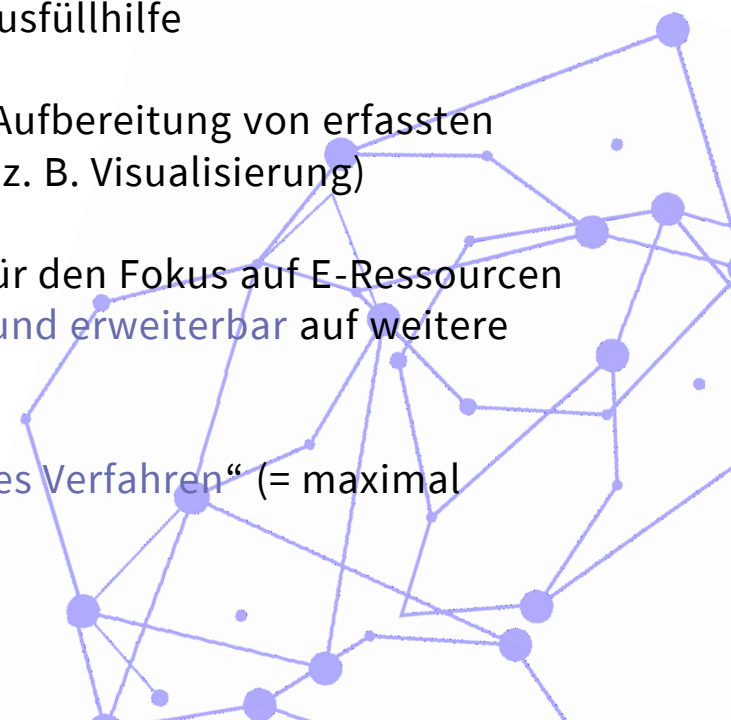 usfüllhilfe
Aufbereitung von erfassten
z. B. Visualisierung)
ür den Fokus auf E-Ressourcen
und erweiterbar auf weitere
es Verfahren“ (= maximal